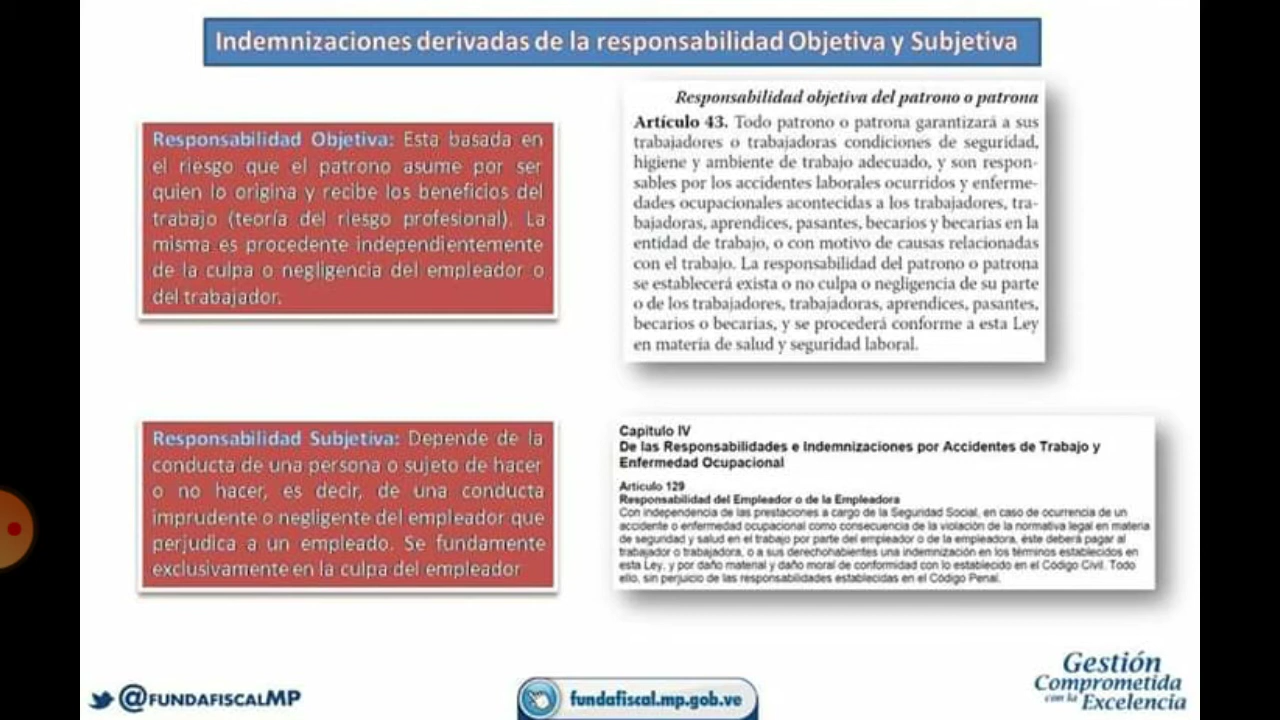 Indemnizaciones derivadas de la responsabilidad Objetiva y Subjetiva
Responsabilidad Objetiva: Esta basada en
el riesgo que el patrono asume por ser
quien lo origina y recibe los beneficios del
trabajo (teoría del riesgo profesional). La
misma es procedente independientemente
de la culpa o negligencia del empleador o
del trabajador.
Responsabilidad objetiva del patrono o patrona
Artículo 43. Todo patrono o patrona garantizará a sus
trabajadores o trabajadoras condiciones de seguridad,
higiene y ambiente de trabajo adecuado, y son respon-
sables por los accidentes laborales ocurridos y enferme-
dades ocupacionales acontecidas a los trabajadores, tra-
bajadoras, aprendices, pasantes, becarios y becarias en la
entidad de trabajo, o con motivo de causas relacionadas
con el trabajo. La responsabilidad del patrono o patrona
se establecerá exista o no culpa o negligencia de su parte
o de los trabajadores, trabajadoras, aprendices, pasantes,
becarios o becarias, y se procederá conforme a esta Ley
en materia de salud y seguridad laboral.
Responsabilidad Subjetiva: Depende de la
conducta de una persona o sujeto de hacer
o no hacer, es decir, de una conducta
imprudente o negligente del empleador que
perjudica a un empleado. Se fundamente
exclusivamente en la culpa del empleador
Capítulo IV
De las Responsabilidades e Indemnizaciones por Accidentes de Trabajo y
Enfermedad Ocupacional
Artículo 129
Responsabilidad del Empleador o de la Empleadora
Con independencia de las prestaciones a cargo de la Seguridad Social, en caso de ocurrencia de un
accidente o enfermedad ocupacional como consecuencia de la violación de la normativa legal en materia
de seguridad y salud en el trabajo por parte del empleador o de la empleadora, éste deberá pagar al
trabajador o trabajadora, o a sus derechohabientes una indemnización en los términos establecidos en
esta Ley, y por daño material y daño moral de conformidad con lo establecido en el Código Civil. Todo
ello, sin perjuicio de las responsabilidades establecidas en el Código Penal.
@FUNDAFISCALMP
fundafiscal.mp.gob.ve
Gestión
Comprometida
con la Excelencia